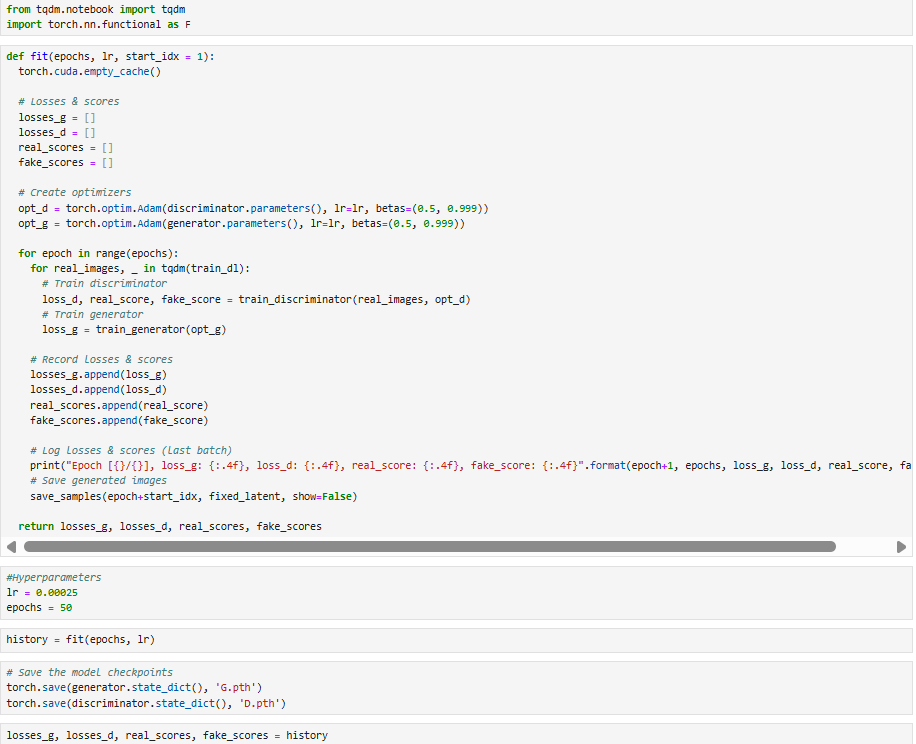 from tqdm.notebook import tqdm
import torch.nn.functional as F
def fit(epochs, lr, start_idx = 1):
  torch.cuda.empty_cache()
  # Losses & scores
  losses_g = []
  losses_d = []
  real_scores = []
  fake_scores = []
  # Create optimizers
  opt_d = torch.optim.Adam(discriminator.parameters(), lr=lr, betas=(0.5, 0.999))
  opt_g = torch.optim.Adam(generator.parameters(), lr=lr, betas=(0.5, 0.999))
  for epoch in range(epochs):
    for real_images, _ in tqdm(train_dl):
      # Train discriminator
      loss_d, real_score, fake_score = train_discriminator(real_images, opt_d)
      # Train generator
      loss_g = train_generator(opt_g)
    # Record Losses & scores
    losses_g.append(loss_g)
    losses_d.append(loss_d)
    real_scores.append(real_score)
    fake_scores.append(fake_score)
    # Log Losses & scores (last batch)
    print("Epoch [{}/{}], loss_g: {:.4f}, loss_d: {:.4f}, real_score: {:.4f}, fake_score: {:.4f}".format(epoch+1, epochs, loss_g, loss_d, real_score, fa
    # Save generated images
    save_samples(epoch+start_idx, fixed_latent, show=False)
  return losses_g, losses_d, real_scores, fake_scores
#Hyperparameters
lr = 0.00025
epochs = 50
history = fit(epochs, lr)
# Save the model checkpoints
torch.save(generator.state_dict(), 'G.pth')
torch.save(discriminator.state_dict(), 'D.pth')
losses_g, losses_d, real_scores, fake_scores = history